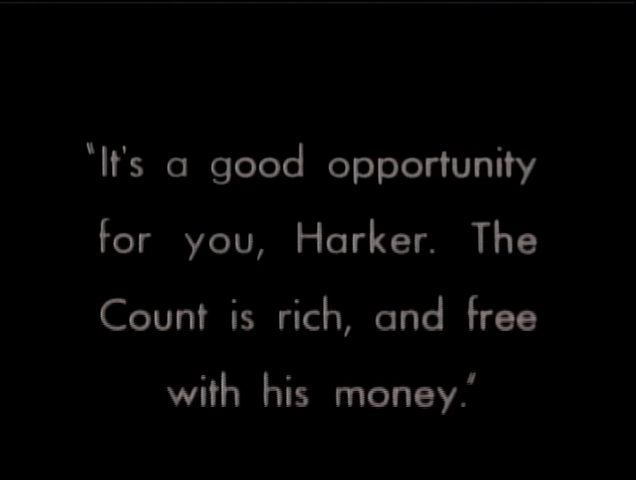 "It's a good opportunity
for you, Harker. The
Count is rich, and free
with his money."